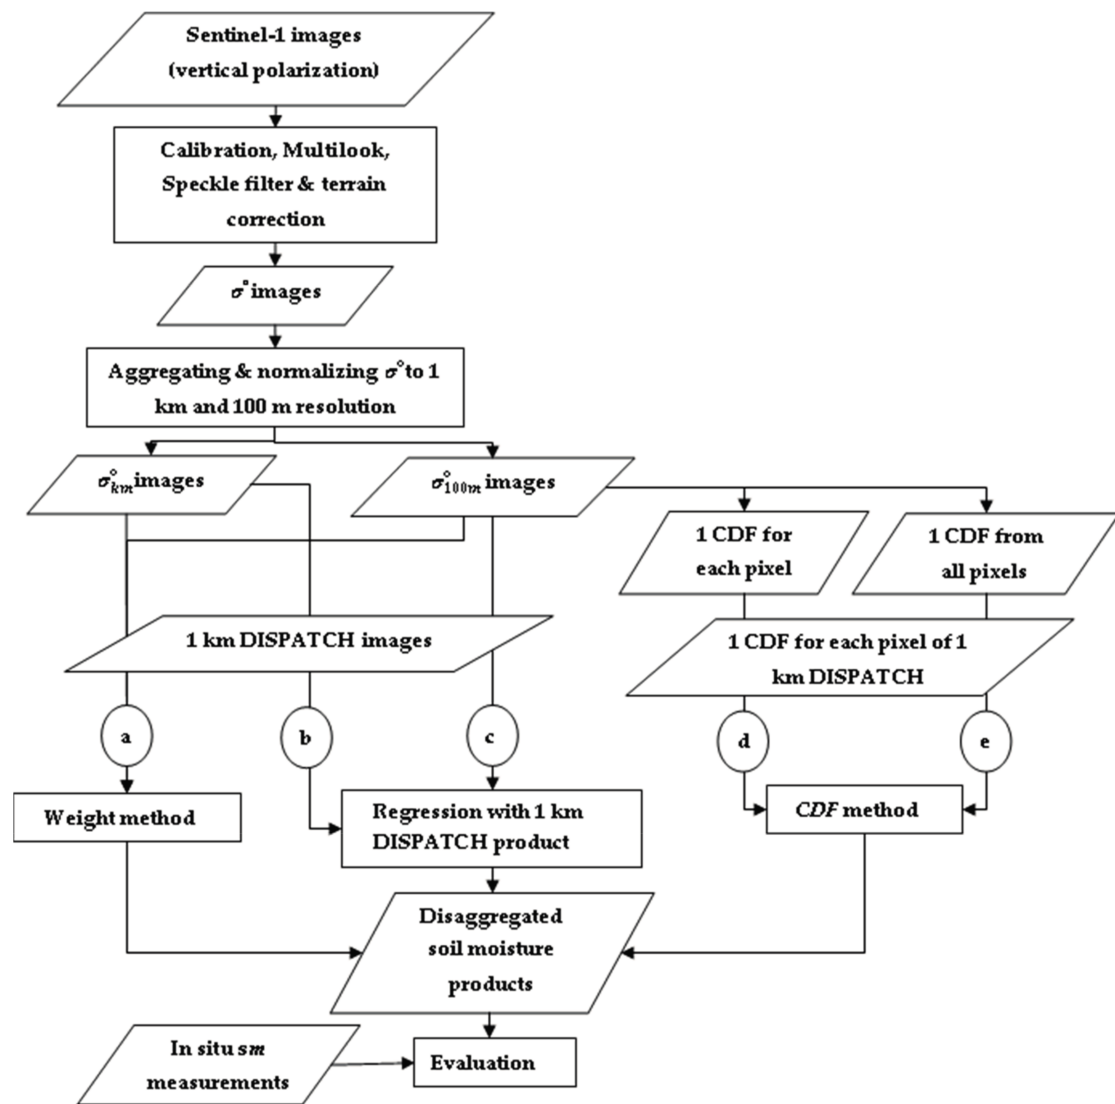 Sentinel-1 images
(vertical polarization)
Calibration, Multilook,
Speckle filter & terrain
correction
σ° images
Aggregating & normalizing σ° to 1
km and 100 m resolution
σ°km images
σ°100m images
1 CDF for
each pixel
1 CDF from
all pixels
1 km DISPATCH images
1 CDF for each pixel of 1
km DISPATCH
a
b
c
d
e
Weight method
Regression with 1 km
DISPATCH product
CDF method
Disaggregated
soil moisture
products
In situ sm
measurements
Evaluation